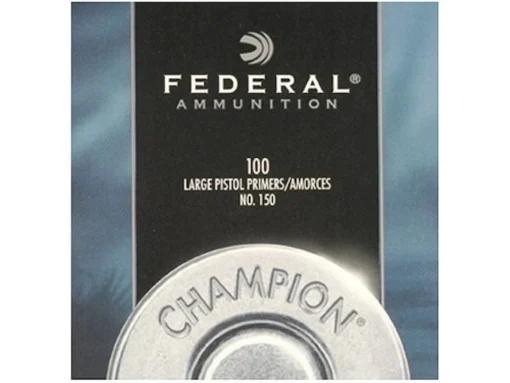 FEDERAL®
AMMUNITION
100
LARGE PISTOL PRIMERS/AMORCES
NO. 150
CHAMPION®